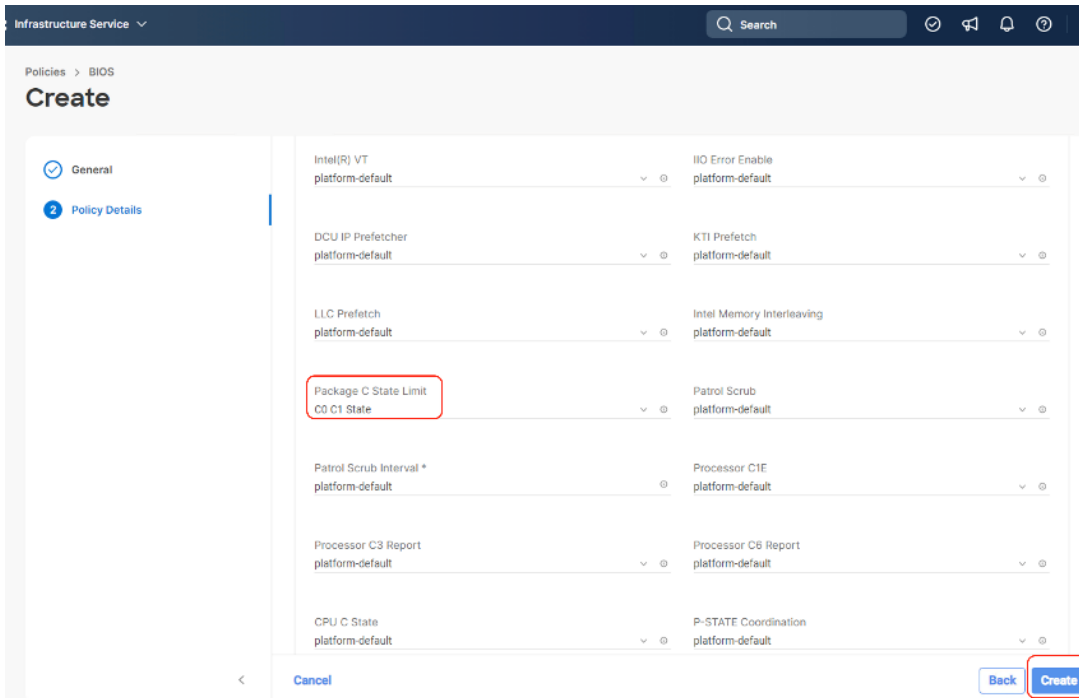 Infrastructure Service
Search
Policies > BIOS
Create
General
2 Policy Details
Intel(R) VT
platform-default
IIO Error Enable
platform-default
DCU IP Prefetcher
platform-default
KTI Prefetch
platform-default
LLC Prefetch
platform-default
Intel Memory Interleaving
platform-default
Package C State Limit
C0 C1 State
Patrol Scrub
platform-default
Patrol Scrub Interval *
platform-default
Processor C1E
platform-default
Processor C3 Report
platform-default
Processor C6 Report
platform-default
CPU C State
platform-default
P-STATE Coordination
platform-default
< Cancel
Back
Create